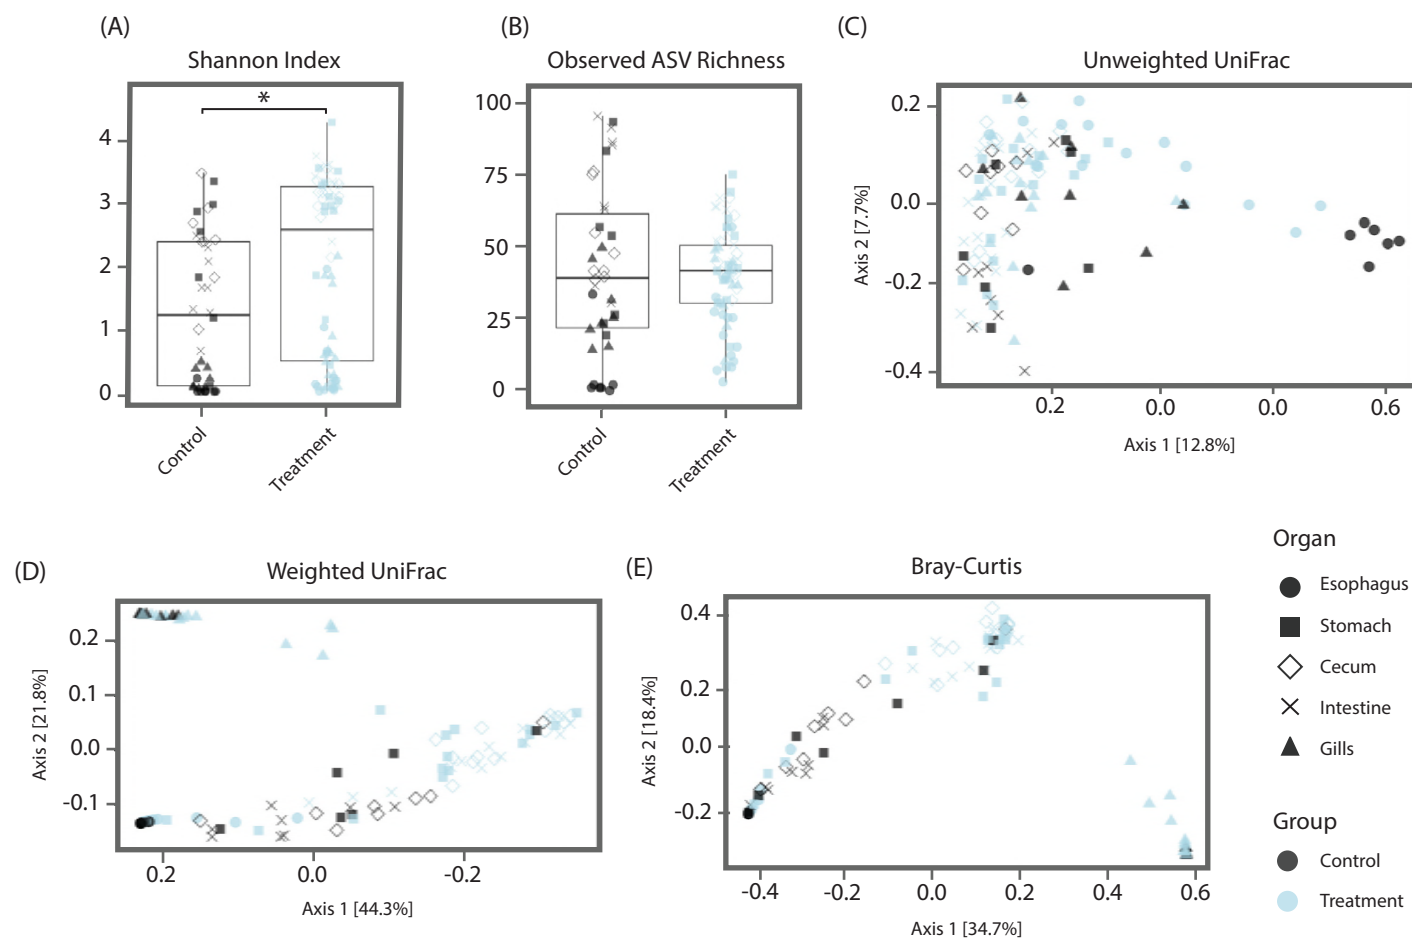 (A)
Shannon Index
*
4
3
2
1
0
Control
Treatment
(B)
Observed ASV Richness
100
75
50
25
0
Control
Treatment
(C)
Unweighted UniFrac
Axis 2 [7.7%]
0.2
0.0
-0.2
-0.4
0.2 0.0 0.0 0.6
Axis 1 [12.8%]
(D)
Weighted UniFrac
Axis 2 [21.8%]
0.2
0.1
0.0
-0.1
0.2 0.0 -0.2
Axis 1 [44.3%]
(E)
Bray-Curtis
Axis 2 [18.4%]
0.4
0.2
0.0
-0.2
-0.4 -0.2 0.0 0.2 0.4 0.6
Axis 1 [34.7%]
Organ
Esophagus
Stomach
Cecum
Intestine
Gills
Group
Control
Treatment